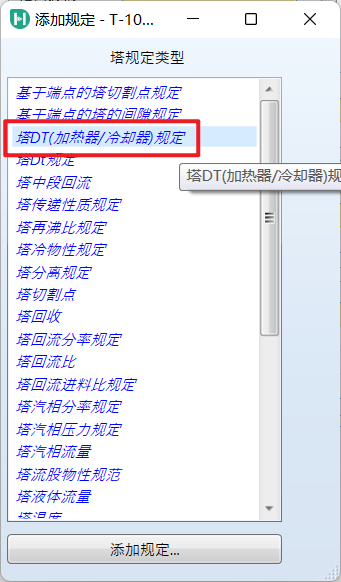 添加规定 - T-10...
塔规定类型
基于端点的塔切割点规定
基于端点的塔的间隙规定
塔DT(加热器/冷却器)规定
塔Dt规定
塔DT(加热器/冷却器)规
塔中段回流
塔传递性质规定
塔再沸比规定
塔冷物性规定
塔分离规定
塔切割点
塔回收
塔回流分率规定
塔回流比
塔回流进料比规定
塔汽相分率规定
塔汽相压力规定
塔汽相流量
塔流股物性规范
塔液体流量
塔温度
添加规定...